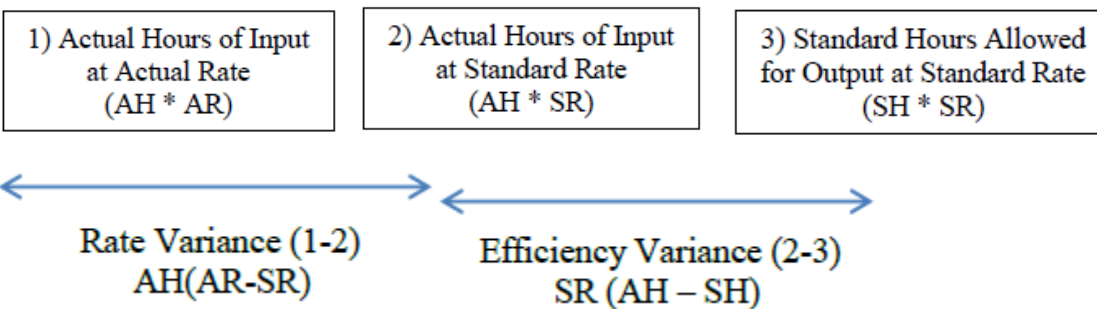 1) Actual Hours of Input
at Actual Rate
(AH * AR)
2) Actual Hours of Input
at Standard Rate
(AH * SR)
3) Standard Hours Allowed
for Output at Standard Rate
(SH * SR)
Rate Variance (1-2)
AH(AR-SR)
Efficiency Variance (2-3)
SR (AH – SH)